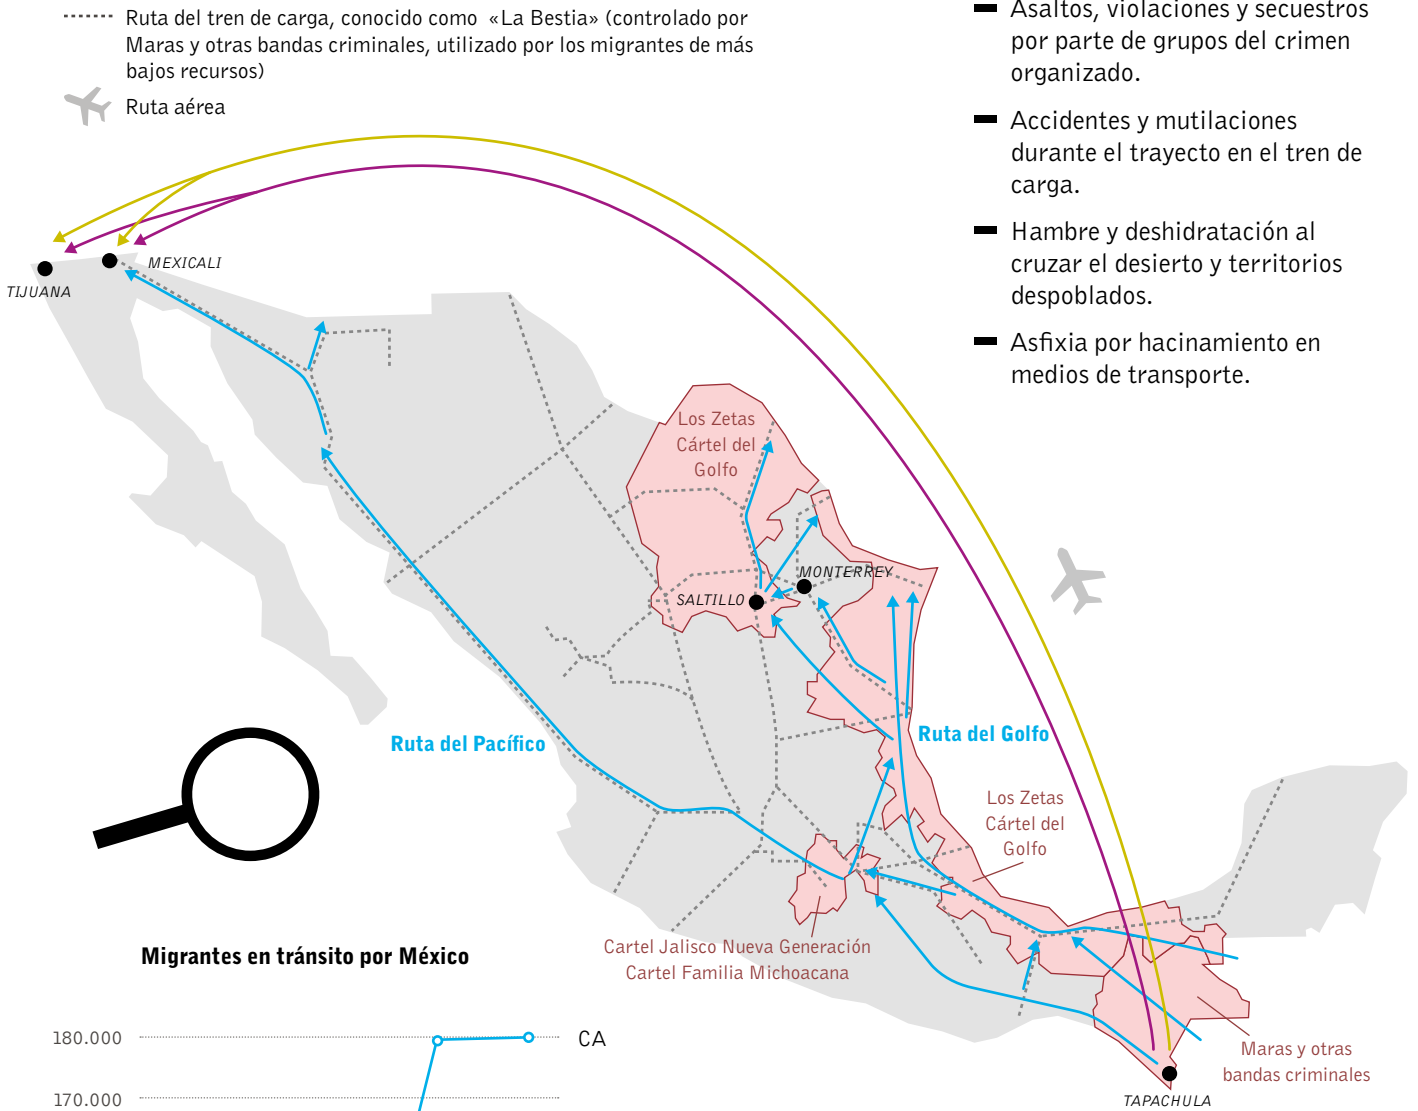 Ruta del tren de carga, conocido como «La Bestia» (controlado por
Maras y otras bandas criminales, utilizado por los migrantes de más
bajos recursos)
Ruta aérea
Asaltos, violaciones y secuestros
por parte de grupos del crimen
organizado.
Accidentes y mutilaciones
durante el trayecto en el tren de
carga.
Hambre y deshidratación al
cruzar el desierto y territorios
despoblados.
Asfixia por hacinamiento en
medios de transporte.
MEXICALI
TIJUANA
Los Zetas
Cártel del
Golfo
MONTERREY
SALTILLO
Ruta del Pacífico
Ruta del Golfo
Los Zetas
Cártel del
Golfo
Cartel Jalisco Nueva Generación
Cartel Familia Michoacana
Maras y otras
bandas criminales
TAPACHULA
Migrantes en tránsito por México
180.000
CA
170.000